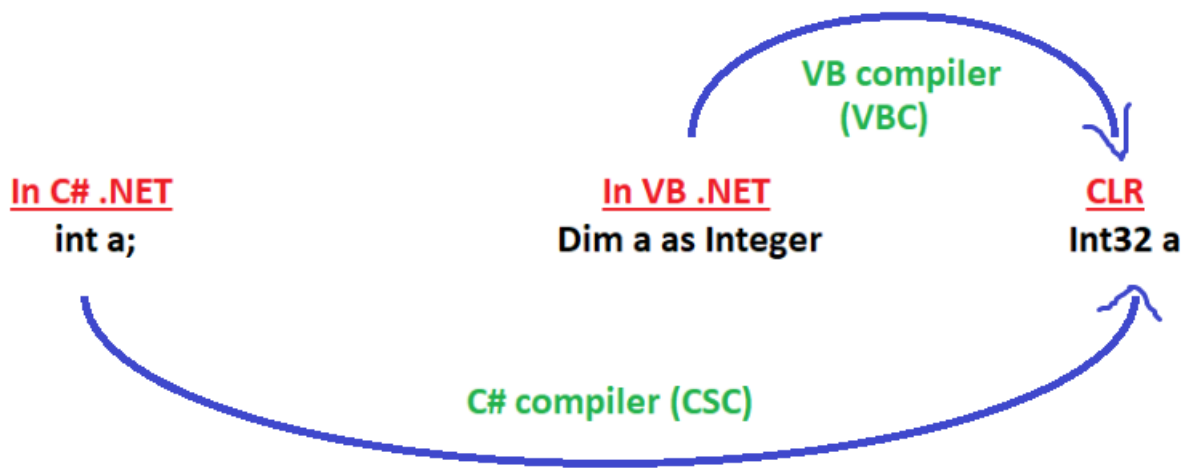 VB compiler
(VBC)
In C# .NET
In VB .NET
CLR
int a;
Dim a as Integer
Int32 a
C# compiler (CSC)